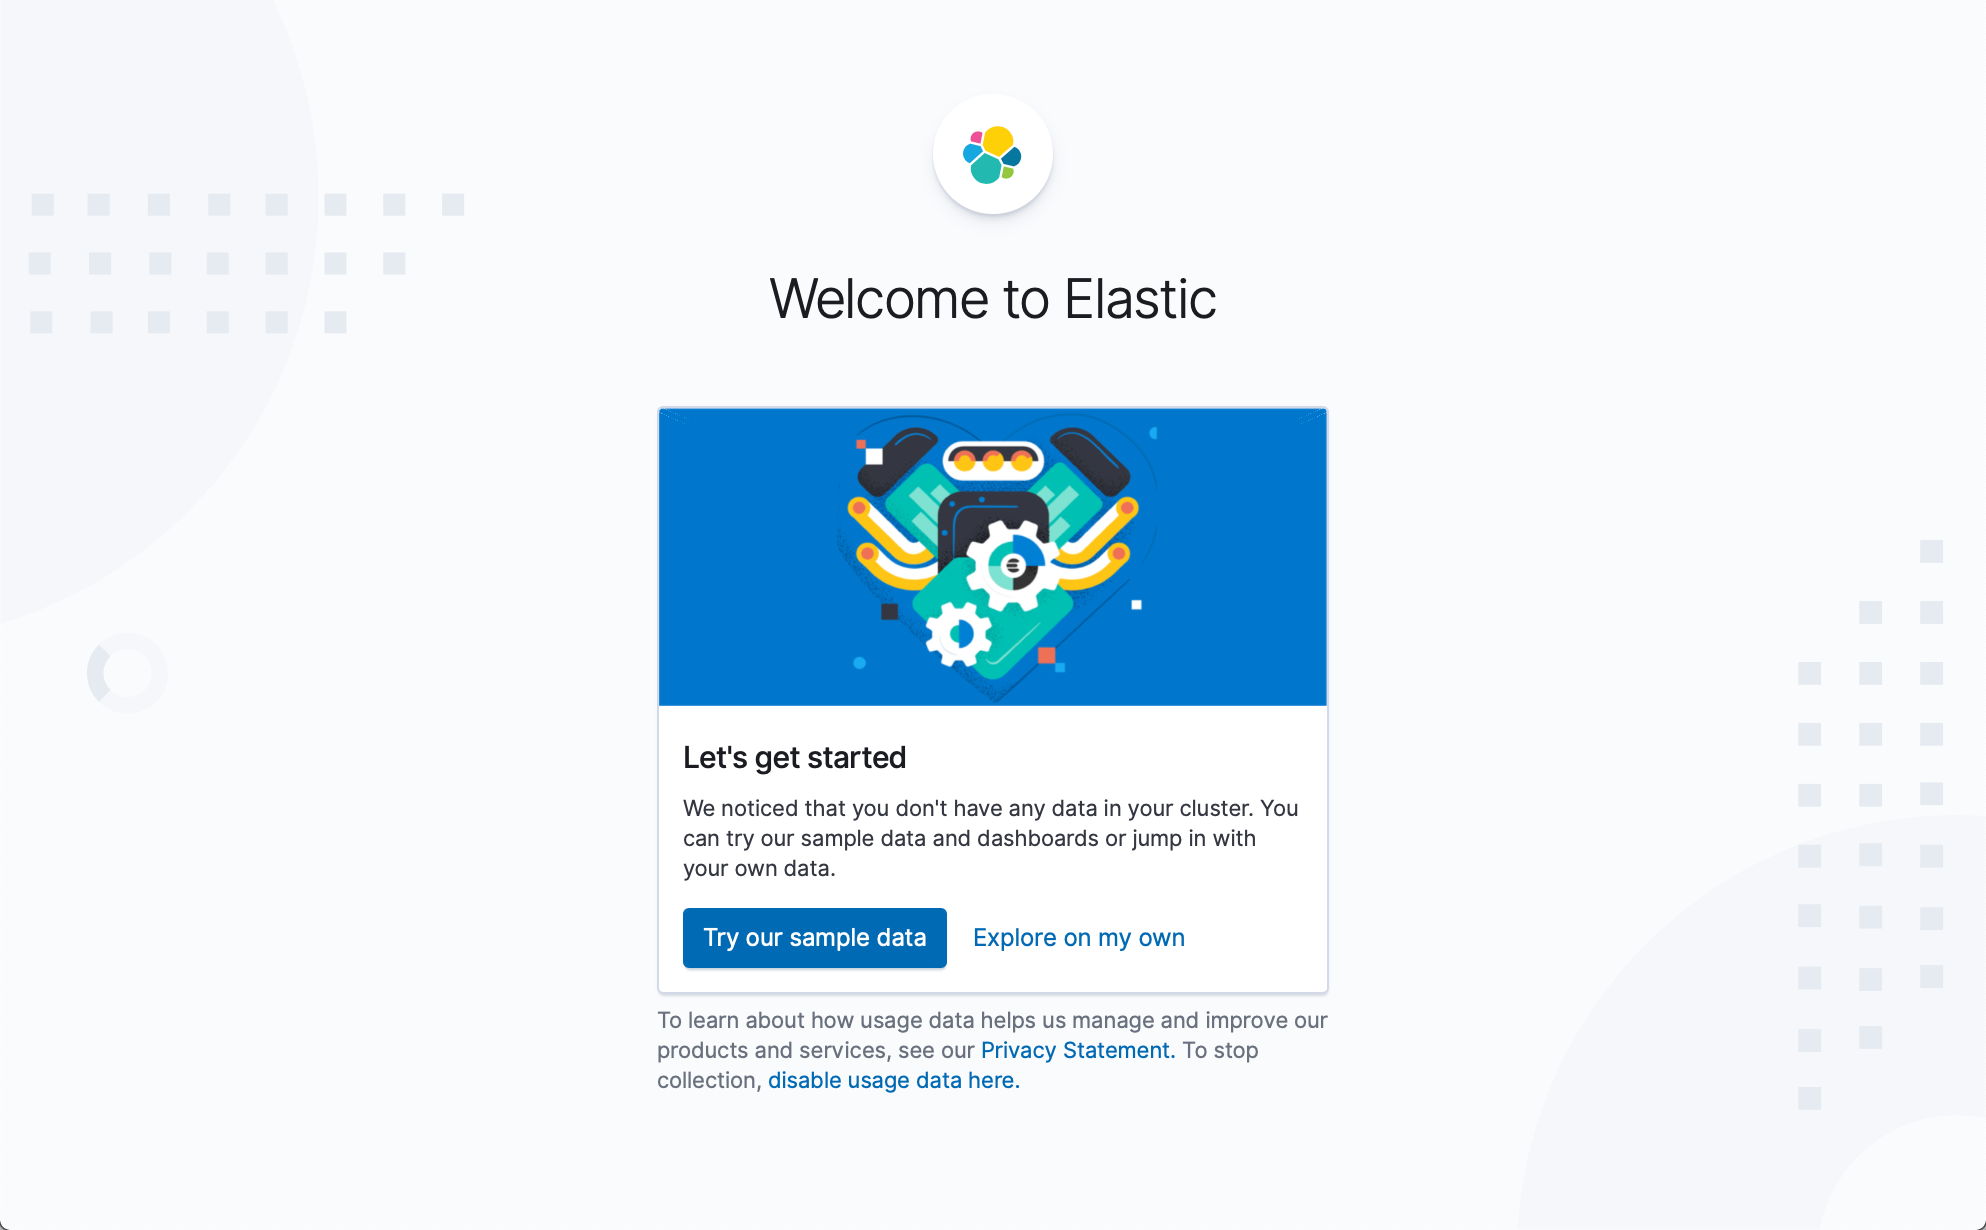 Welcome to Elastic
Let's get started
We noticed that you don't have any data in your cluster. You
can try our sample data and dashboards or jump in with
your own data.
Try our sample data
Explore on my own
To learn about how usage data helps us manage and improve our
products and services, see our Privacy Statement. To stop
collection, disable usage data here.